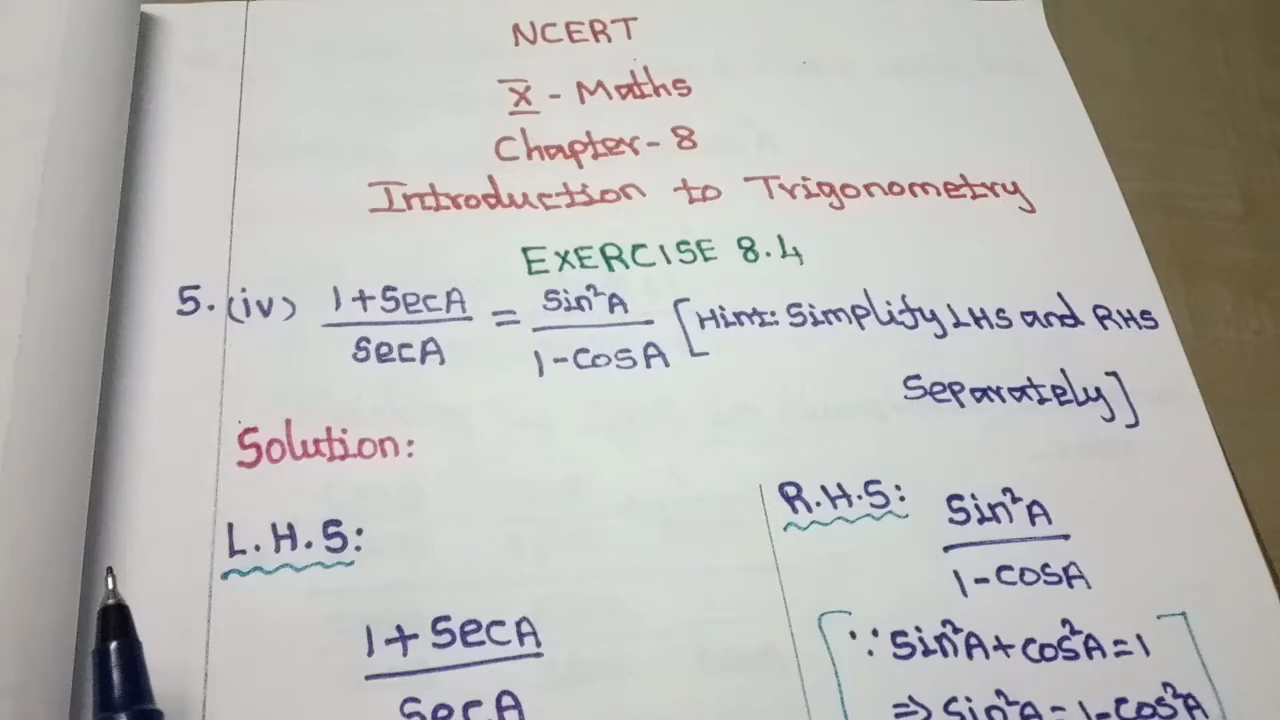 NCERT
X - Maths
Chapter-8
Introduction to Trigonometry
EXERCISE 8.4
5. (iv) 1+SecA / SecA = Sin²A / 1-COSA [Hint: Simplify LHS and RHS
Separately]
Solution:
L.H.S:
1+SecA
SecA
R.H.S: Sin²A
1-COSA
∵ Sin²A+COS²A=1
⇒ Sin²A=1-COS²A